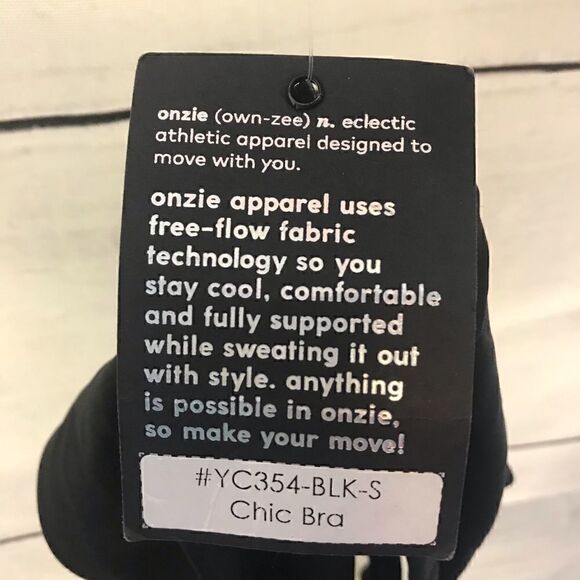 onzie (own-zee) n. eclectic
athletic apparel designed to
move with you.
onzie apparel uses
free-flow fabric
technology so you
stay cool, comfortable
and fully supported
while sweating it out
with style. anything
is possible in onzie,
so make your move!
#YC354-BLK-S
Chic Bra